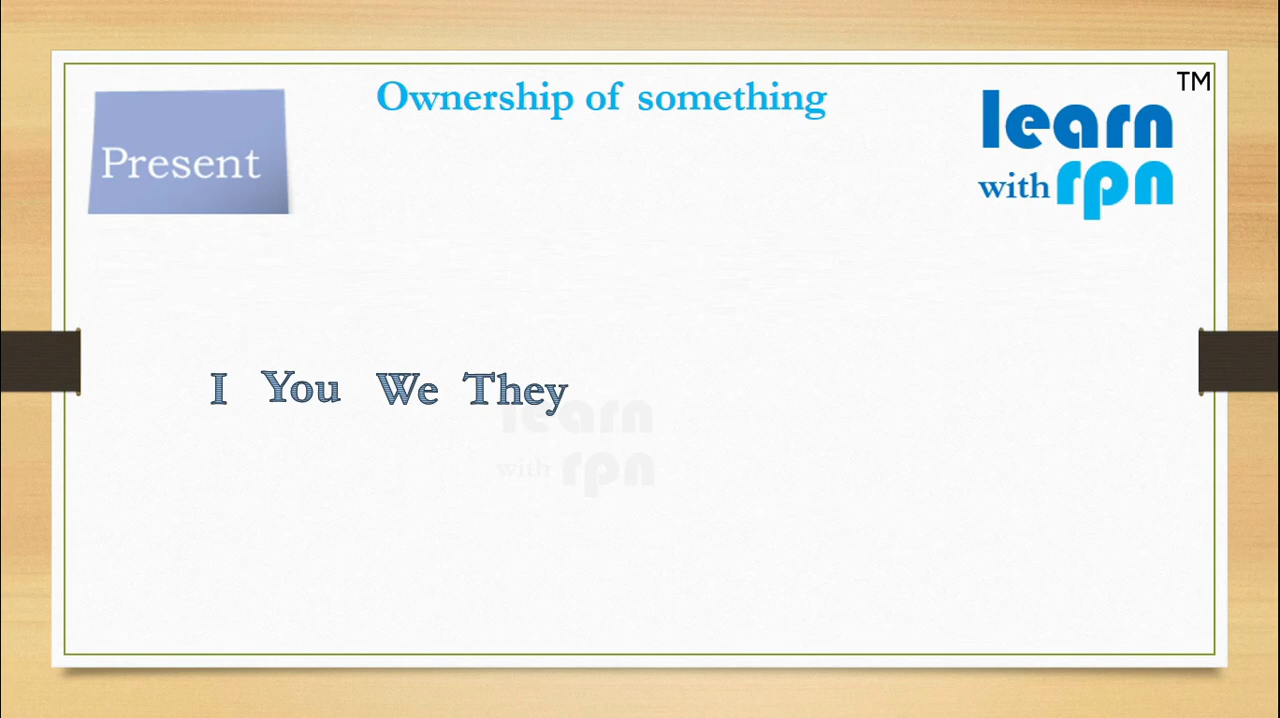 Ownership of something
TM
learn
with rpn
Present
I You We They
learn
with rpn